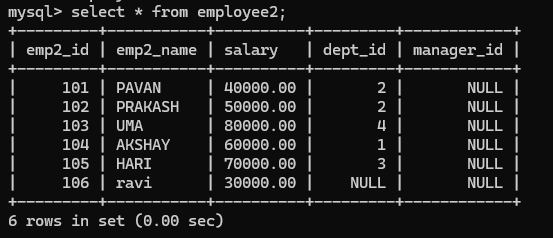 mysql> select * from employee2;
+---------+-----------+----------+---------+------------+
| emp2_id | emp2_name | salary   | dept_id | manager_id |
+---------+-----------+----------+---------+------------+
|     101 | PAVAN     | 40000.00 |       2 |       NULL |
|     102 | PRAKASH   | 50000.00 |       2 |       NULL |
|     103 | UMA       | 80000.00 |       4 |       NULL |
|     104 | AKSHAY    | 60000.00 |       1 |       NULL |
|     105 | HARI      | 70000.00 |       3 |       NULL |
|     106 | ravi      | 30000.00 |    NULL |       NULL |
+---------+-----------+----------+---------+------------+
6 rows in set (0.00 sec)